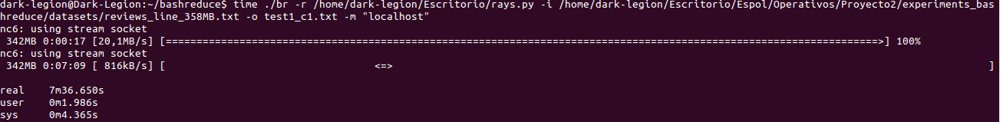 dark-legion@Dark-Legion:~/bashreduce$ time ./br -r /home/dark-legion/Escritorio/rays.py -i /home/dark-legion/Escritorio/Espol/Operativos/Proyecto2/experiments_bas
hreduce/datasets/reviews_line_358MB.txt -o test1_c1.txt -m "localhost"
nc6: using stream socket
 342MB 0:00:17 [20,1MB/s] [=====================================================================================================================>] 100%
nc6: using stream socket
 342MB 0:07:09 [ 816kB/s] [                                  <=>                                                                                                 ]
real    7m36.650s
user    0m1.986s
sys     0m4.365s